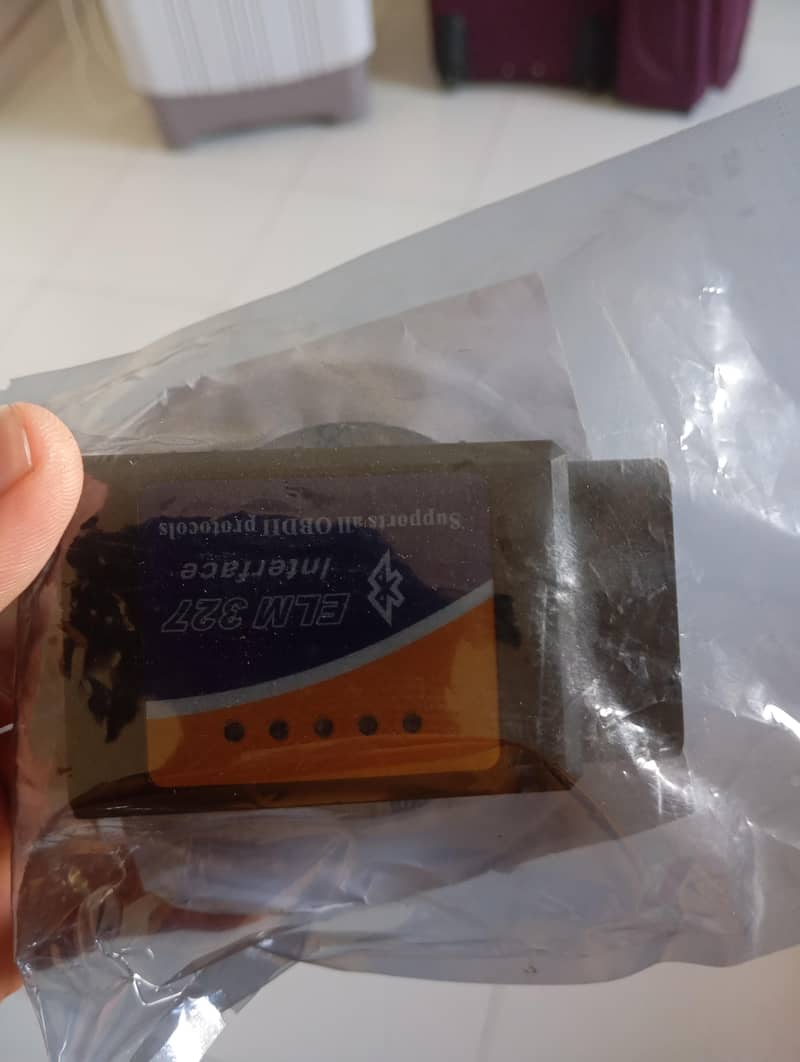 ELM 327
Interface
Supports all OBDII protocols